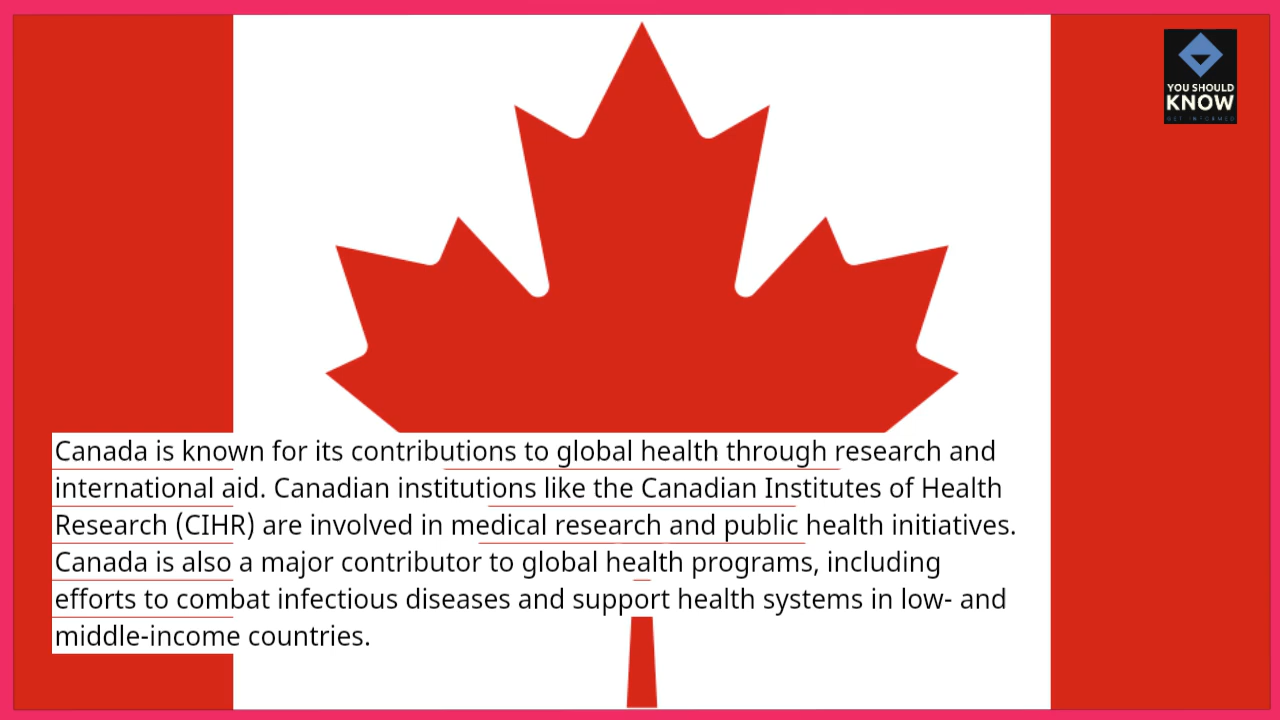 YOU SHOULD
KNOW
GET INFORMED
Canada is known for its contributions to global health through research and
international aid. Canadian institutions like the Canadian Institutes of Health
Research (CIHR) are involved in medical research and public health initiatives.
Canada is also a major contributor to global health programs, including
efforts to combat infectious diseases and support health systems in low- and
middle-income countries.